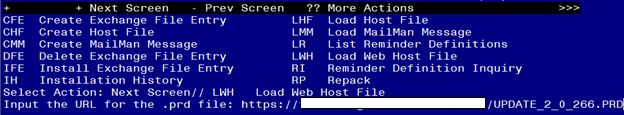 +         + Next Screen   - Prev Screen   ?? More Actions                     >>>
CFE  Create Exchange File Entry          LHF  Load Host File
CHF  Create Host File                    LMM  Load MailMan Message
CMM  Create MailMan Message              LR   List Reminder Definitions
DFE  Delete Exchange File Entry          LWH  Load Web Host File
IFE  Install Exchange File Entry         RI   Reminder Definition Inquiry
IH   Installation History                RP   Repack
Select Action: Next Screen// LWH   Load Web Host File
Input the URL for the .prd file: https:// /UPDATE_2_0_266.PRD